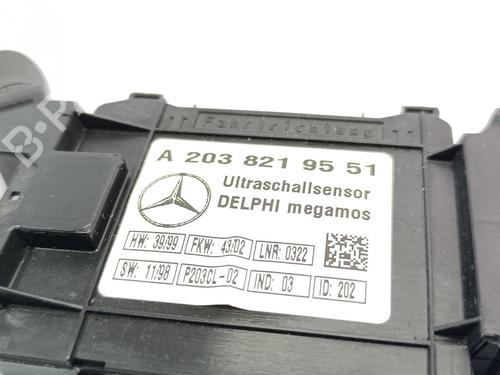 Fahrtrichtung
A 203 821 95 51
Ultraschallsensor
DELPHI megamos
HW: 39/99 FKW: 43/02 LNR: 0322
SW: 11/98 P203CL-02 IND: 03 ID: 202